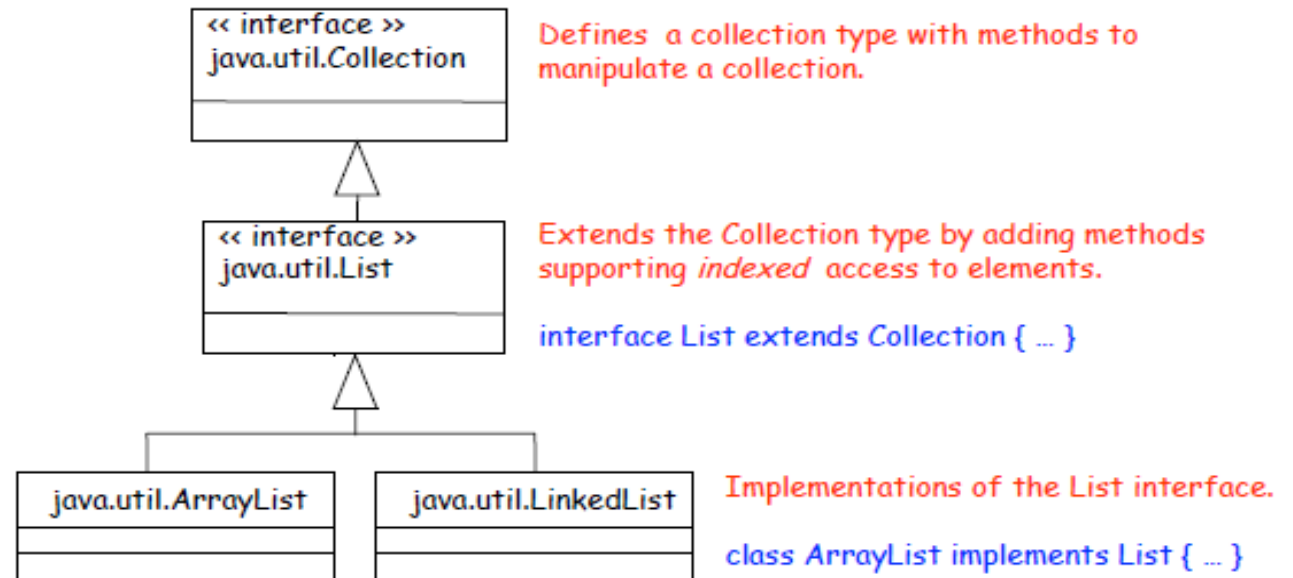 << interface >>
java.util.Collection
Defines a collection type with methods to
manipulate a collection.
<< interface >>
java.util.List
Extends the Collection type by adding methods
supporting indexed access to elements.
interface List extends Collection { ... }
java.util.ArrayList
java.util.LinkedList
Implementations of the List interface.
class ArrayList implements List { ... }